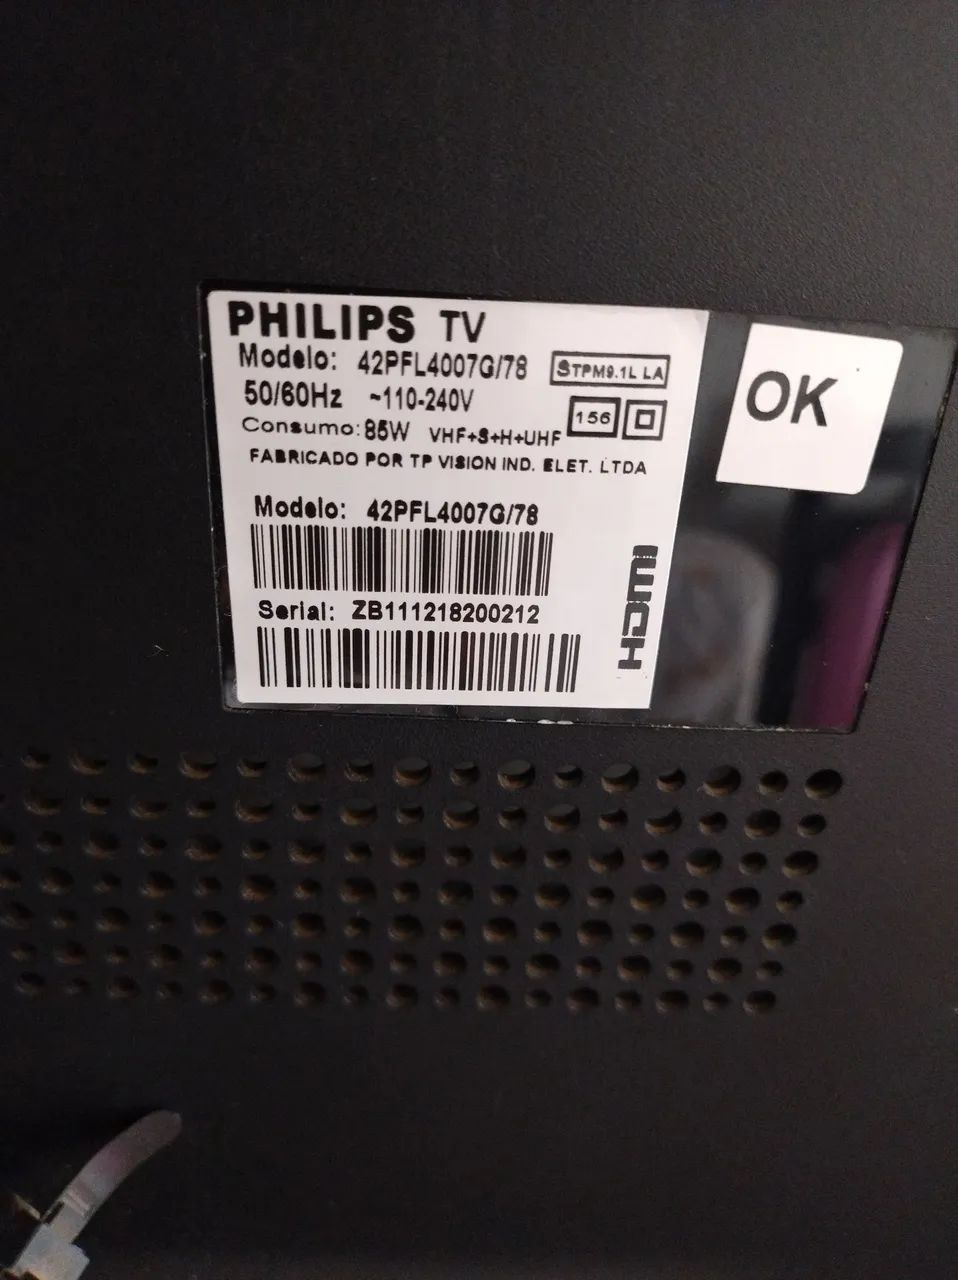 PHILIPS TV
Modelo: 42PFL4007G/78 STPM9.1L LA
50/60Hz ~110-240V
156
Consumo: 85W VHF+S+H+UHF
FABRICADO POR TP VISION IND. ELET. LTDA
Modelo: 42PFL4007G/78
Serial: ZB111218200212
HDMI
OK